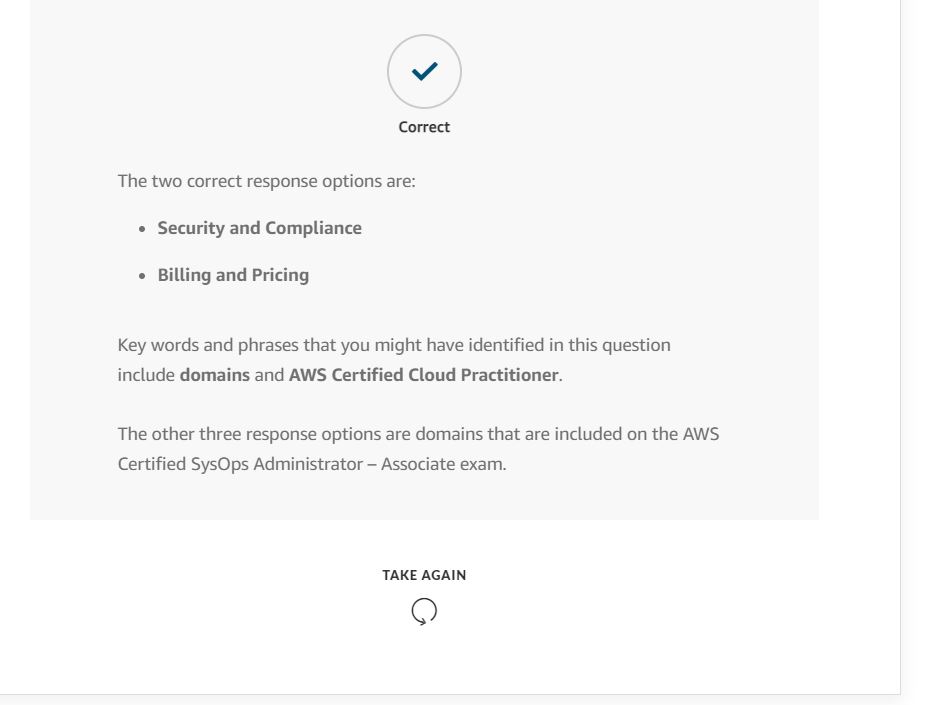 Correct
The two correct response options are:
• Security and Compliance
• Billing and Pricing
Key words and phrases that you might have identified in this question
include domains and AWS Certified Cloud Practitioner.
The other three response options are domains that are included on the AWS
Certified SysOps Administrator – Associate exam.
TAKE AGAIN